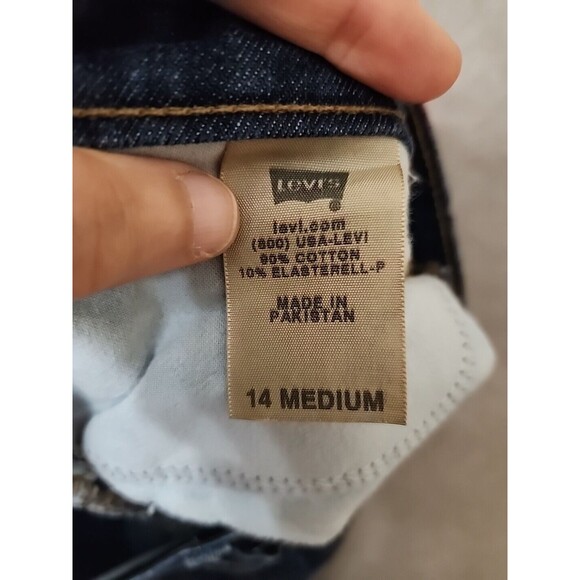 Levi's
levi.com
(800) USA-LEVI
90% COTTON
10% ELASTERELL-P
MADE IN
PAKISTAN
14 MEDIUM